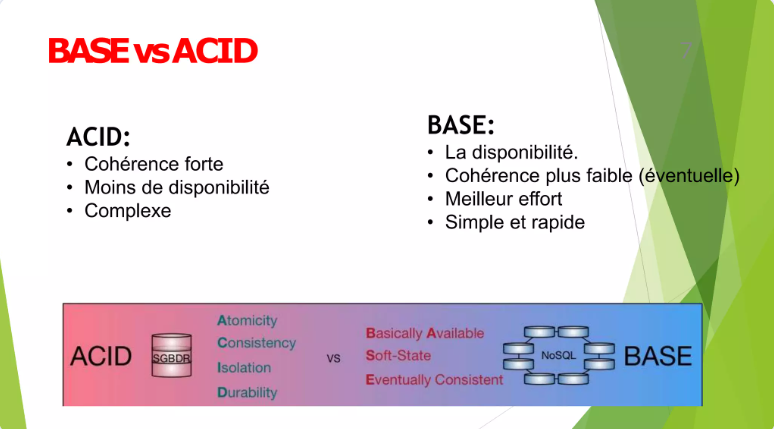 BASE vs ACID
ACID:
• Cohérence forte
• Moins de disponibilité
• Complexe
BASE:
• La disponibilité.
• Cohérence plus faible (éventuelle)
• Meilleur effort
• Simple et rapide
ACID
SGBDR
Atomicity
Consistency
Isolation
Durability
vs
Basically Available
Soft-State
Eventually Consistent
NoSQL
BASE